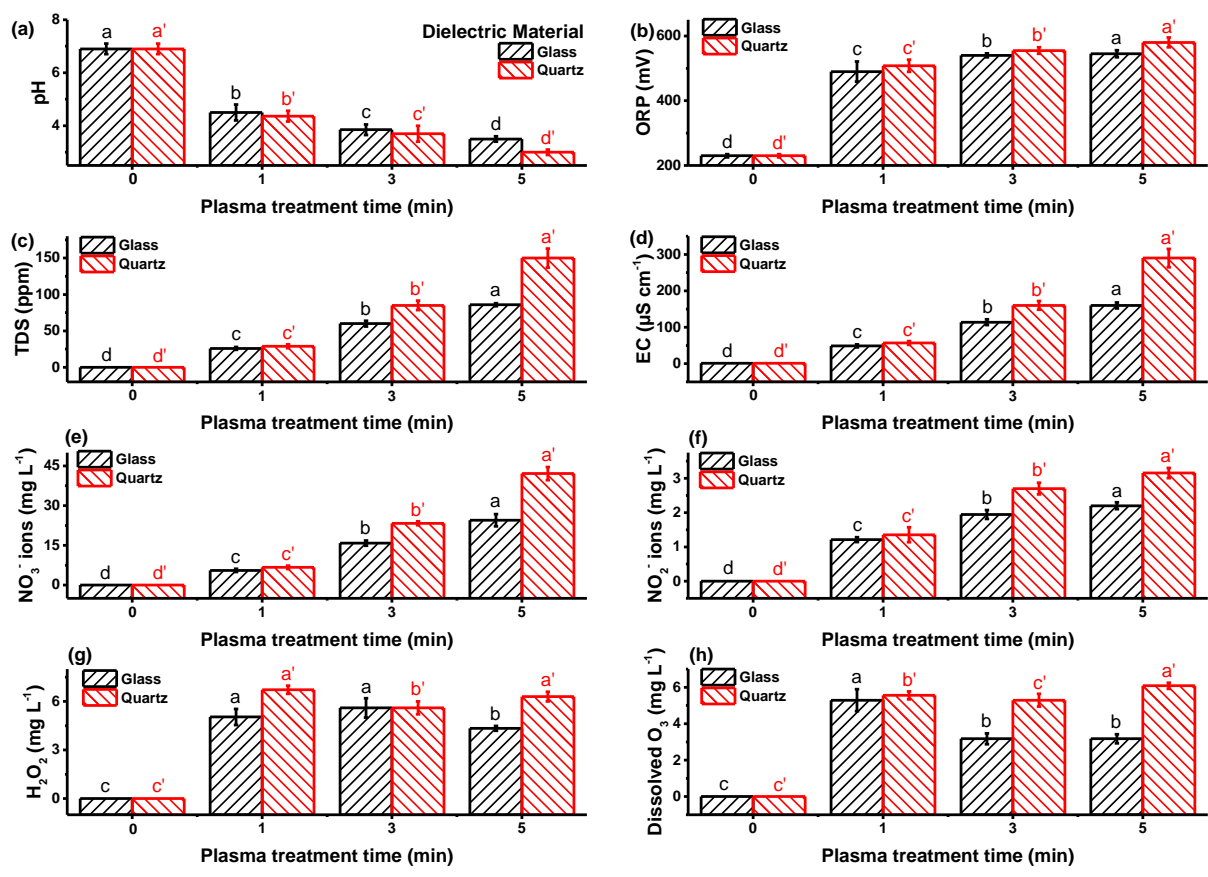 (a)
Dielectric Material
Glass
Quartz
a a' b b' c c' d d'
8
6
4
pH
0 1 3 5
Plasma treatment time (min)
(b)
Glass
Quartz
d d' c c' b b' a a'
600
400
200
ORP (mV)
0 1 3 5
Plasma treatment time (min)
(c)
Glass
Quartz
d d' c c' b b' a a'
150
100
50
0
TDS (ppm)
0 1 3 5
Plasma treatment time (min)
(d)
Glass
Quartz
d d' c c' b b' a a'
300
200
100
0
EC (µS cm⁻¹)
0 1 3 5
Plasma treatment time (min)
(e)
Glass
Quartz
d d' c c' b b' a a'
45
30
15
0
NO₃⁻ ions (mg L⁻¹)
0 1 3 5
Plasma treatment time (min)
(f)
Glass
Quartz
d d' c c' b b' a a'
3
2
1
0
NO₂⁻ ions (mg L⁻¹)
0 1 3 5
Plasma treatment time (min)
(g)
Glass
Quartz
c c' a a' a b' b a'
6
3
0
H₂O₂ (mg L⁻¹)
0 1 3 5
Plasma treatment time (min)
(h)
Glass
Quartz
c c' a b' b c' b a'
6
4
2
0
Dissolved O₃ (mg L⁻¹)
0 1 3 5
Plasma treatment time (min)